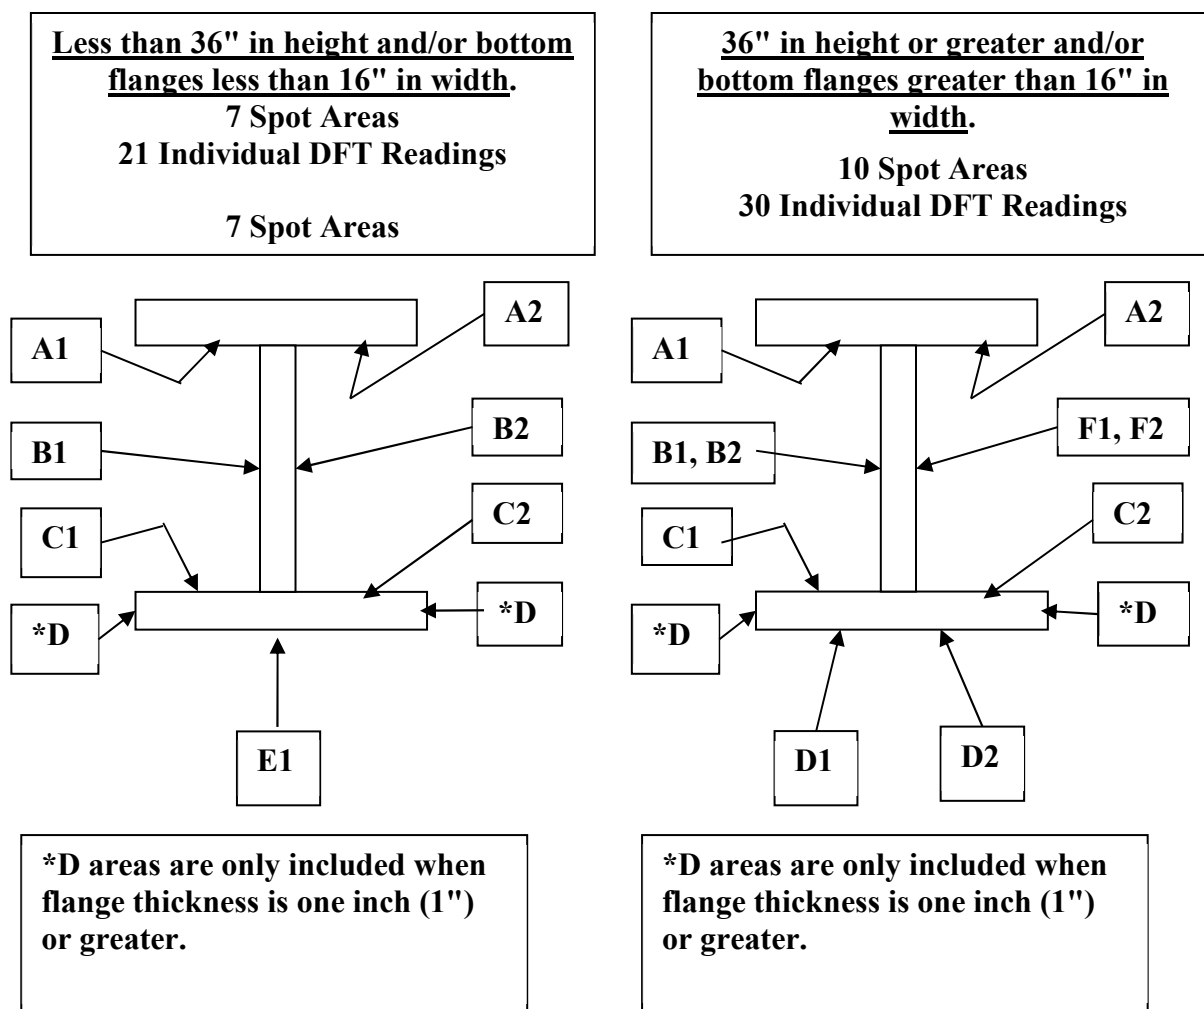 Less than 36" in height and/or bottom
flanges less than 16" in width.
7 Spot Areas
21 Individual DFT Readings
7 Spot Areas
36" in height or greater and/or
bottom flanges greater than 16" in
width.
10 Spot Areas
30 Individual DFT Readings
A1
A2
B1
B2
C1
C2
*D
*D
E1
A1
A2
B1, B2
F1, F2
C1
C2
*D
*D
D1
D2
*D areas are only included when
flange thickness is one inch (1")
or greater.
*D areas are only included when
flange thickness is one inch (1")
or greater.